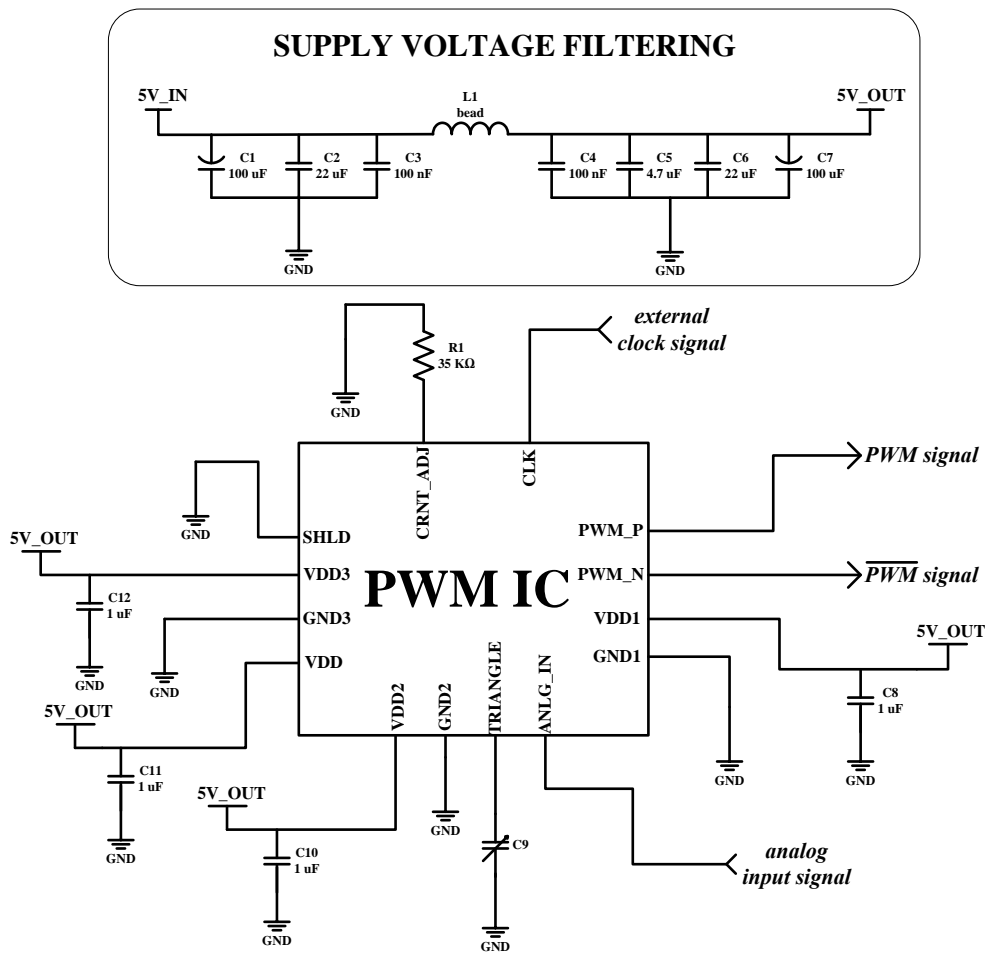 SUPPLY VOLTAGE FILTERING
5V_IN
L1
bead
5V_OUT
C1
100 uF
C2
22 uF
C3
100 nF
C4
100 nF
C5
4.7 uF
C6
22 uF
C7
100 uF
GND
GND
external
clock signal
R1
35 KΩ
GND
CRNT_ADJ
CLK
PWM signal
GND
SHLD
PWM_P
5V_OUT
VDD3
PWM IC
PWM_N
P̅W̅M̅ signal
C12
1 uF
GND3
VDD1
5V_OUT
GND
GND
VDD
GND1
VDD2
GND2
TRIANGLE
ANLG_IN
C8
1 uF
5V_OUT
C11
1 uF
GND
GND
5V_OUT
GND
GND
C10
1 uF
C9
analog
input signal
GND
GND